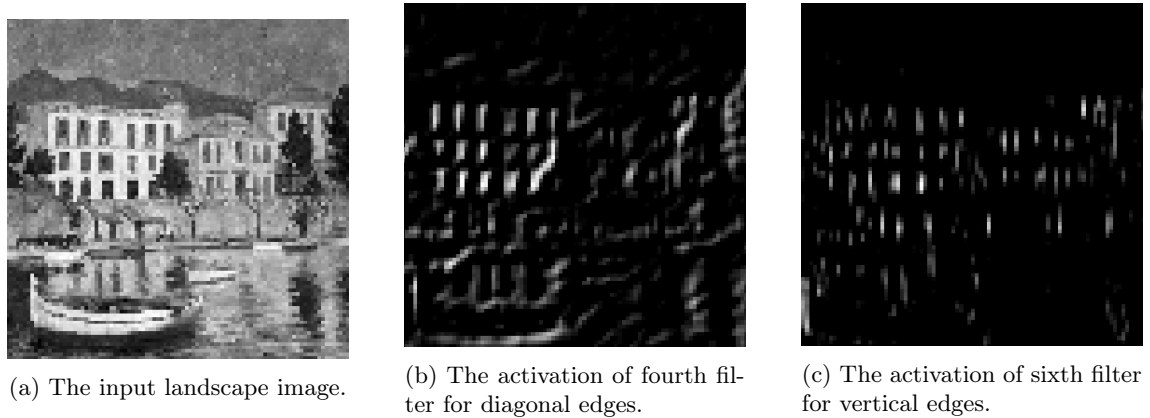 (a) The input landscape image.
(b) The activation of fourth fil-
ter for diagonal edges.
(c) The activation of sixth filter
for vertical edges.